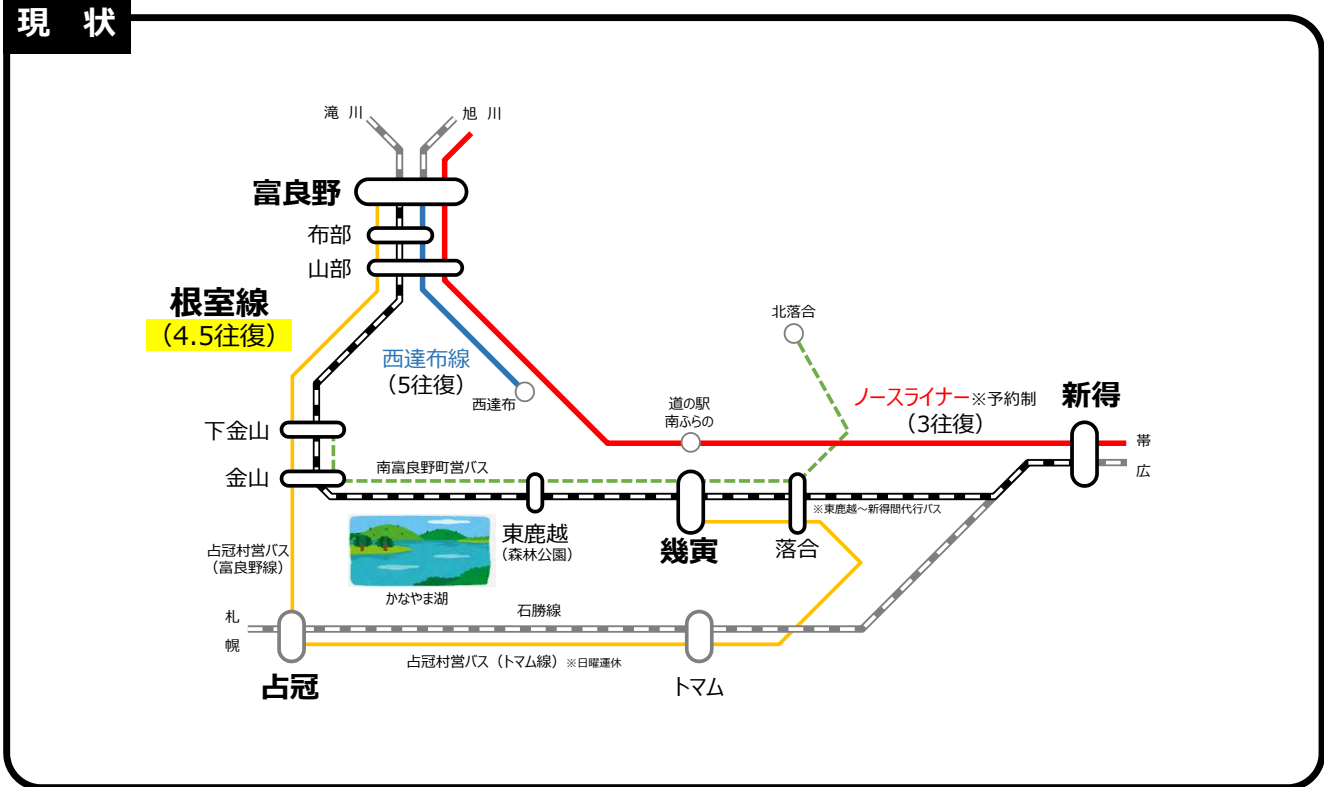 現 状
滝 川
旭 川
富良野
布部
山部
根室線
（4.5往復）
西達布線
（5往復）
西達布
北落合
道の駅
南ふらの
ノースライナー※予約制
（3往復）
新得
帯
広
下金山
金山
南富良野町営バス
東鹿越
（森林公園）
幾寅
落合
※東鹿越～新得間代行バス
かなやま湖
占冠村営バス
（富良野線）
札
幌
石勝線
占冠村営バス（トマム線）※日曜運休
占冠
トマム